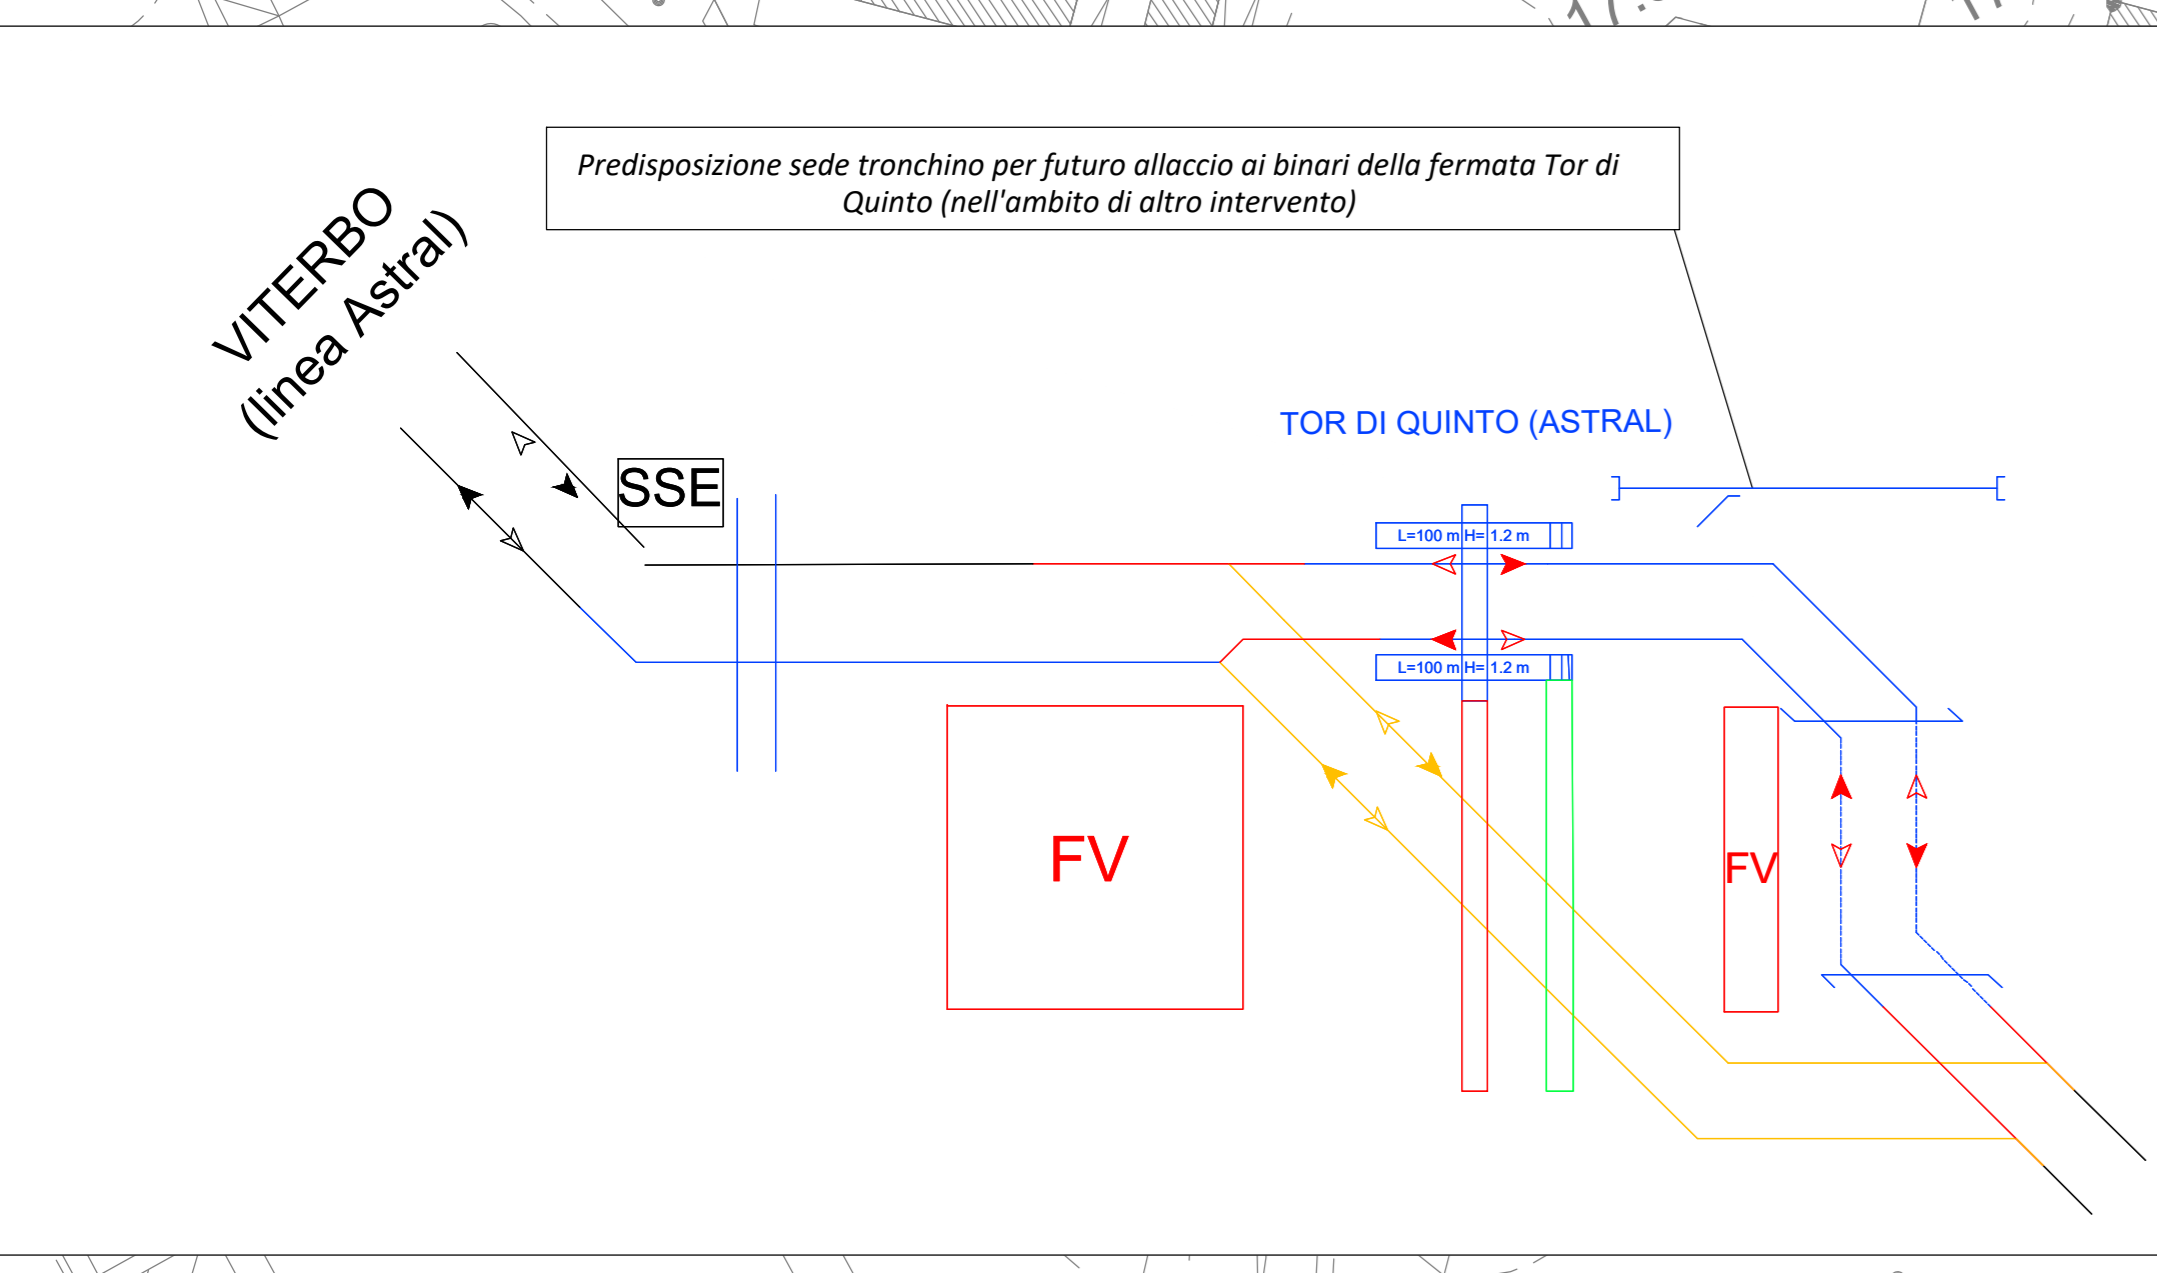 Predisposizione sede tronchino per futuro allaccio ai binari della fermata Tor di
Quinto (nell'ambito di altro intervento)
VITERBO
(linea Astral)
SSE
TOR DI QUINTO (ASTRAL)
L=100 m H= 1.2 m
L=100 m H= 1.2 m
FV
FV